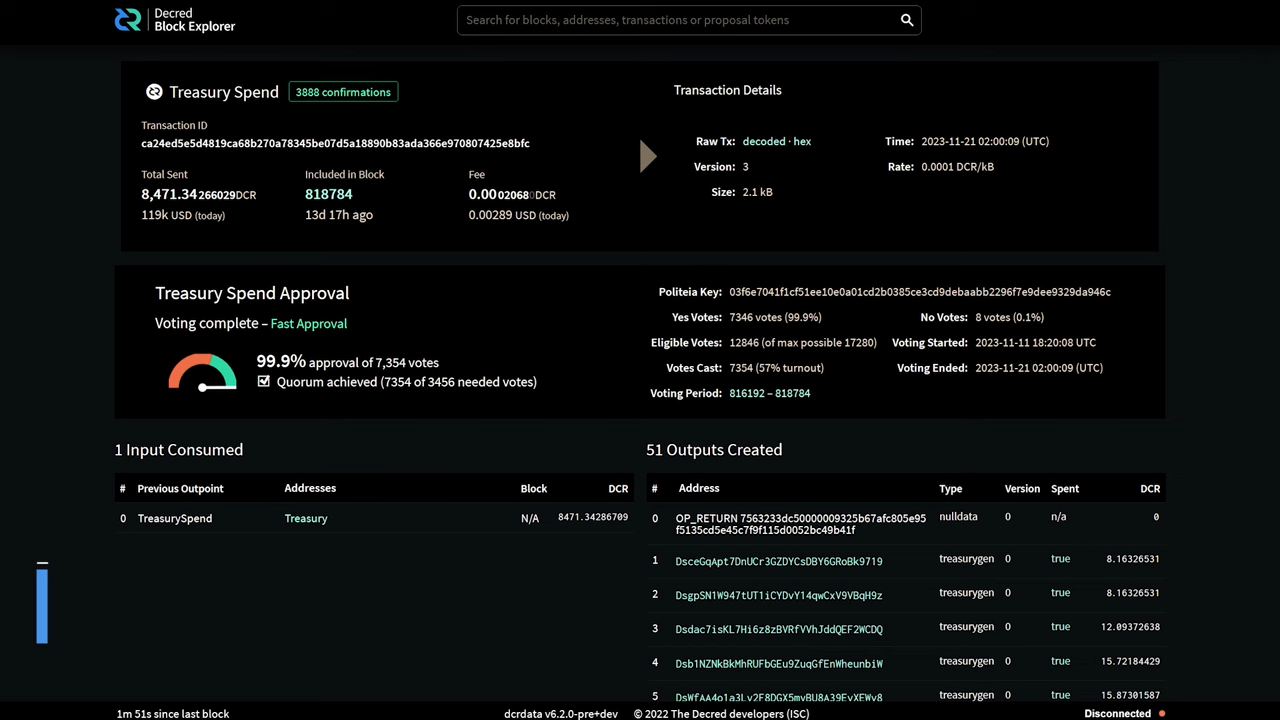 Decred
Block Explorer
Search for blocks, addresses, transactions or proposal tokens
Treasury Spend 3888 confirmations
Transaction ID
ca24ed5e5d4819ca68b270a78345be07d5a18890b83ada366e970807425e8bfc
Total Sent Included in Block Fee
8,471.34266029DCR 818784 0.00020680DCR
119k USD (today) 13d 17h ago 0.00289 USD (today)
Transaction Details
Raw Tx: decoded · hex Time: 2023-11-21 02:00:09 (UTC)
Version: 3 Rate: 0.0001 DCR/kB
Size: 2.1 kB
Treasury Spend Approval
Voting complete – Fast Approval
99.9% approval of 7,354 votes
Quorum achieved (7354 of 3456 needed votes)
Politeia Key: 03f6e7041f1cf51ee10e0a01cd2b0385ce3cd9debaabb2296f7e9dee9329da946c
Yes Votes: 7346 votes (99.9%) No Votes: 8 votes (0.1%)
Eligible Votes: 12846 (of max possible 17280) Voting Started: 2023-11-11 18:20:08 UTC
Votes Cast: 7354 (57% turnout) Voting Ended: 2023-11-21 02:00:09 (UTC)
Voting Period: 816192 – 818784
1 Input Consumed
# Previous Outpoint Addresses Block DCR
0 TreasurySpend Treasury N/A 8471.34286709
51 Outputs Created
# Address Type Version Spent DCR
0 OP_RETURN 7563233dc50000009325b67afc805e95 nulldata 0 n/a 0
f5135cd5e45c7f9f115d0052bc49b41f
1 DsceGqApt7DnUCr3GZDYCsDBY6GRoBk9719 treasurygen 0 true 8.16326531
2 DsgpSN1W947tUT1iCYDvY14qwCxV9VBqH9z treasurygen 0 true 8.16326531
3 Dsdac7isKL7Hi6z8zBVRfVVhJddQEF2WCDQ treasurygen 0 true 12.09372638
4 Dsb1NZNkBkMhRUFbGEu9ZuqGfEnWheunbiW treasurygen 0 true 15.72184429
5 DsWfAA4o1a3Lv2F8DGX5mvBU8A39EvXEWv8 treasurygen 0 true 15.87301587
1m 51s since last block dcrdata v6.2.0-pre+dev © 2022 The Decred developers (ISC) Disconnected